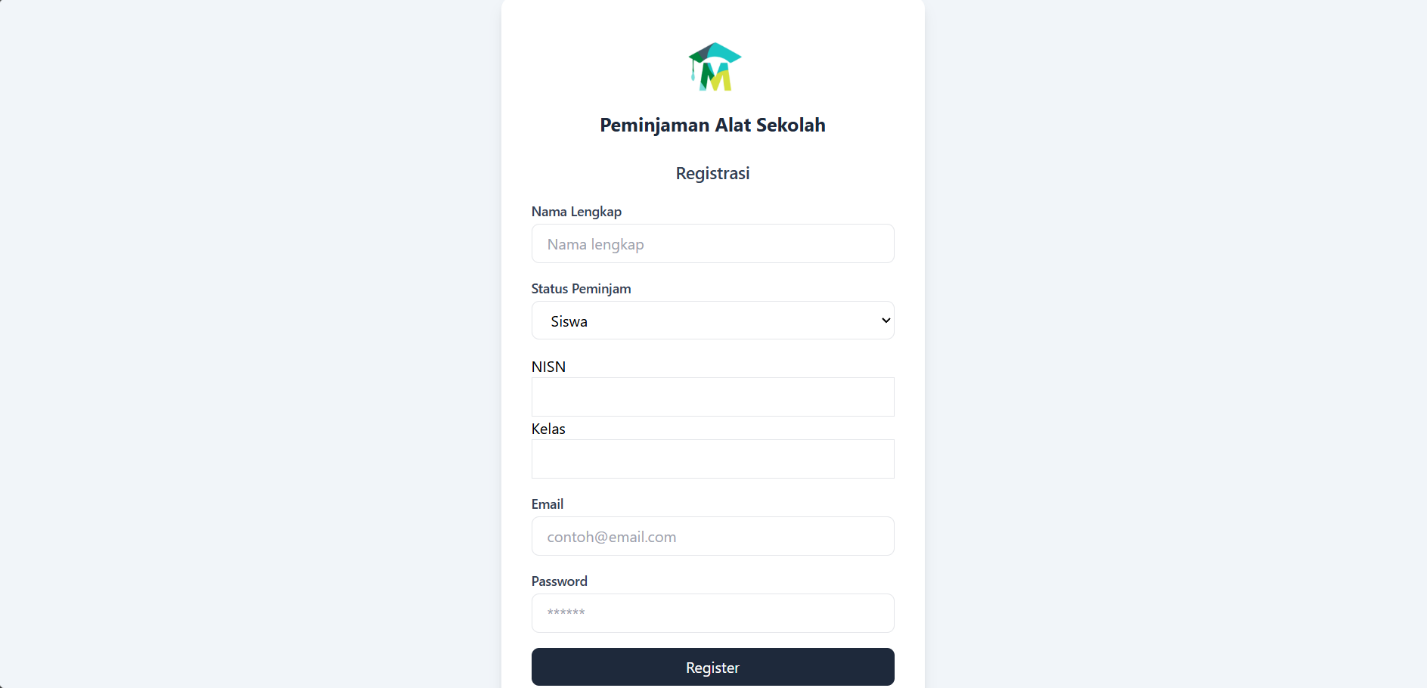 M
Peminjaman Alat Sekolah
Registrasi
Nama Lengkap
Nama lengkap
Status Peminjam
Siswa
NISN
Kelas
Email
contoh@email.com
Password
******
Register